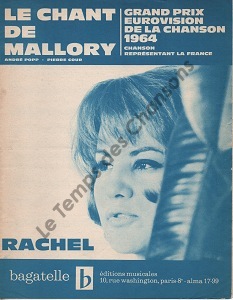 LE CHANT
DE
MALLORY
ANDRÉ POPP - PIERRE COUR
GRAND PRIX
EUROVISION
DE LA CHANSON
1964
CHANSON
REPRÉSENTANT LA FRANCE
Le Temps des Chansons
RACHEL
bagatelle b éditions musicales
10, rue washington, paris-8e - alma 17-99